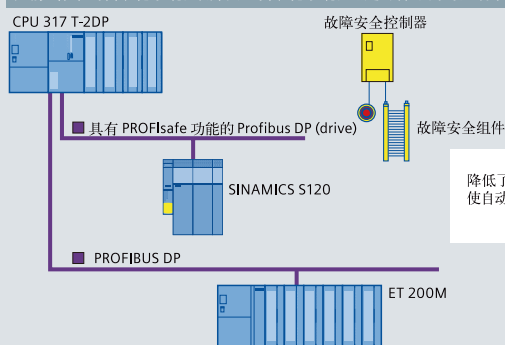 CPU 317 T-2DP
故障安全控制器
具有 PROFIsafe 功能的 Profibus DP (drive)
故障安全组件
SINAMICS S120
降低了
使自动
PROFIBUS DP
ET 200M